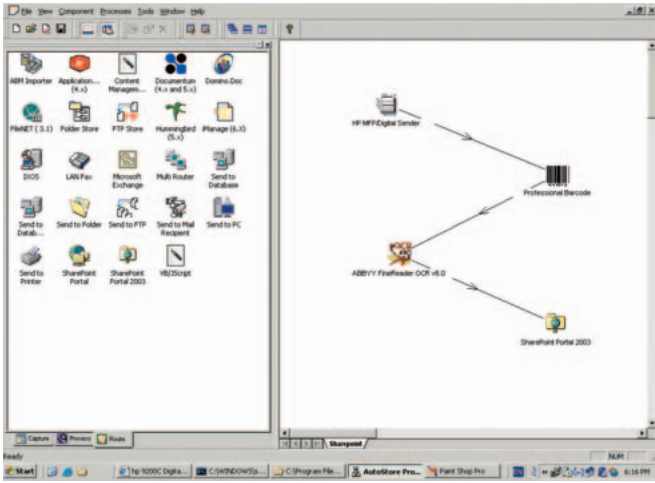 File View Component Processes Tools Window Help
ABM Importer
Application... (4.x)
Content Managem...
Documentum (4.x and 5.x)
Domino.Doc
FileNET ( 3.1)
Folder Store
FTP Store
Hummingbird (5.x)
iManage (6.X)
IXOS
LAN Fax
Microsoft Exchange
Multi Router
Send to Database
Send to Datab...
Send to Folder
Send to FTP
Send to Mail Recipient
Send to PC
Send to Printer
SharePoint Portal
SharePoint Portal 2003
VB/JScript
HP MFP\Digital Sender
Professional Barcode
OCR
ABBYY FineReader OCR v6.0
SharePoint Portal 2003
Capture Process Route
Sharepoint
Ready
NUM
Start
hp 9200C Digita...
C:\WINDOWS\s...
C:\Program File...
AutoStore Pro...
Paint Shop Pro
6:16 PM